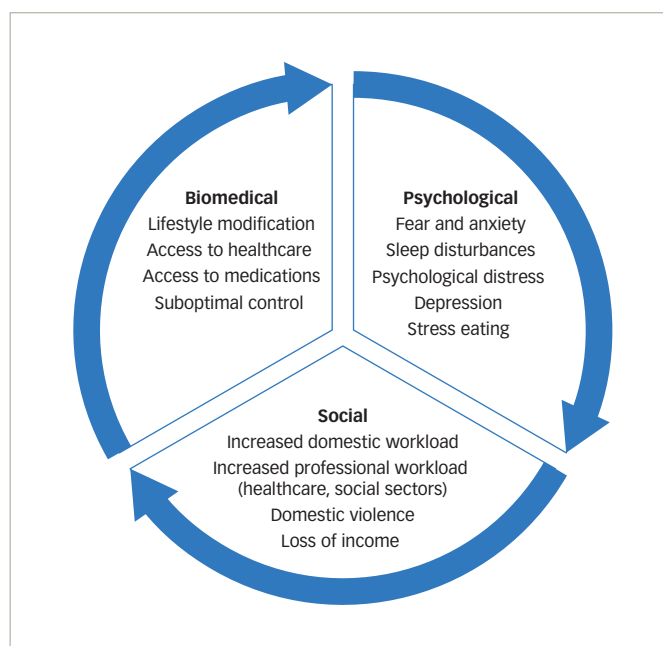 Biomedical
Lifestyle modification
Access to healthcare
Access to medications
Suboptimal control
Psychological
Fear and anxiety
Sleep disturbances
Psychological distress
Depression
Stress eating
Social
Increased domestic workload
Increased professional workload
(healthcare, social sectors)
Domestic violence
Loss of income